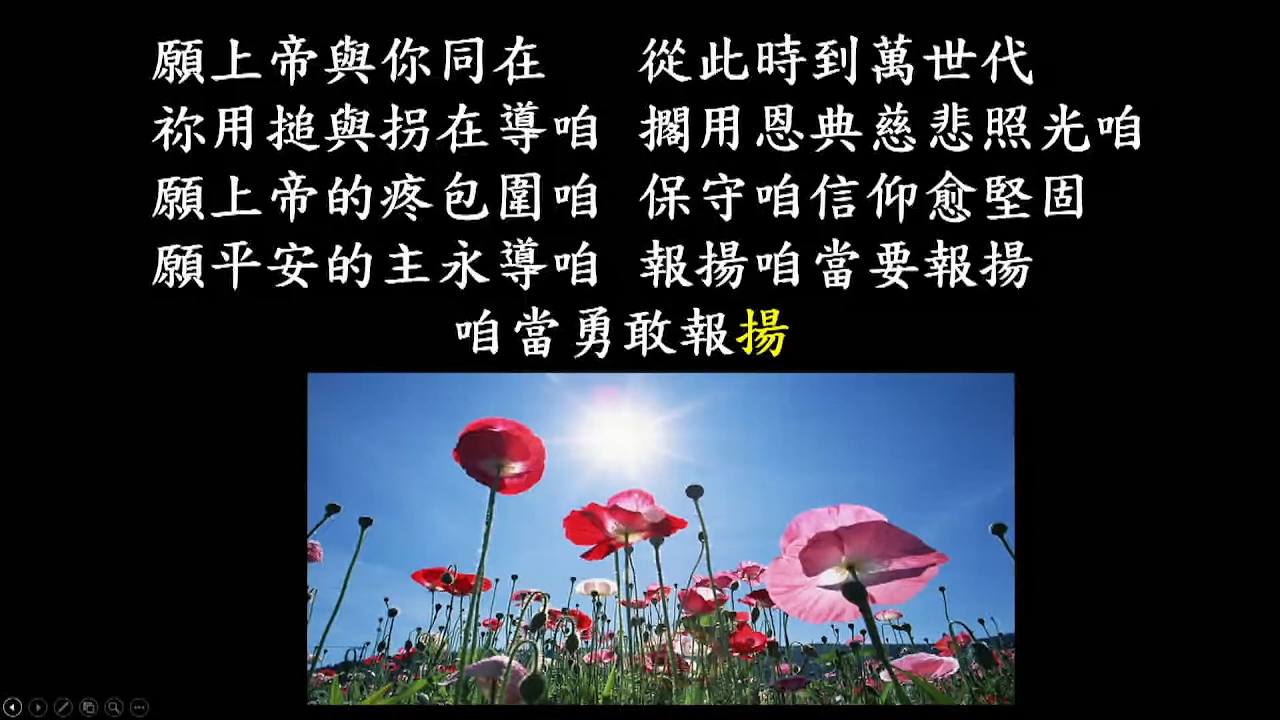 願上帝與你同在 從此時到萬世代
祢用搥與拐在導咱 擱用恩典慈悲照光咱
願上帝的疼包圍咱 保守咱信仰愈堅固
願平安的主永導咱 報揚咱當要報揚
咱當勇敢報揚